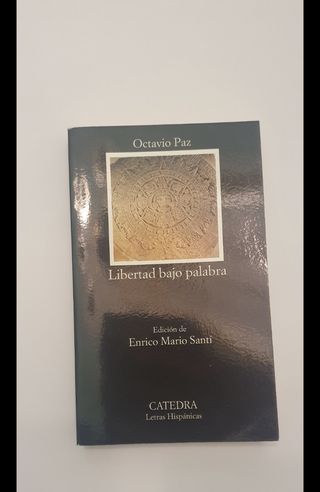 Octavio Paz
Libertad bajo palabra
Edición de
Enrico Mario Santí
CATEDRA
Letras Hispánicas